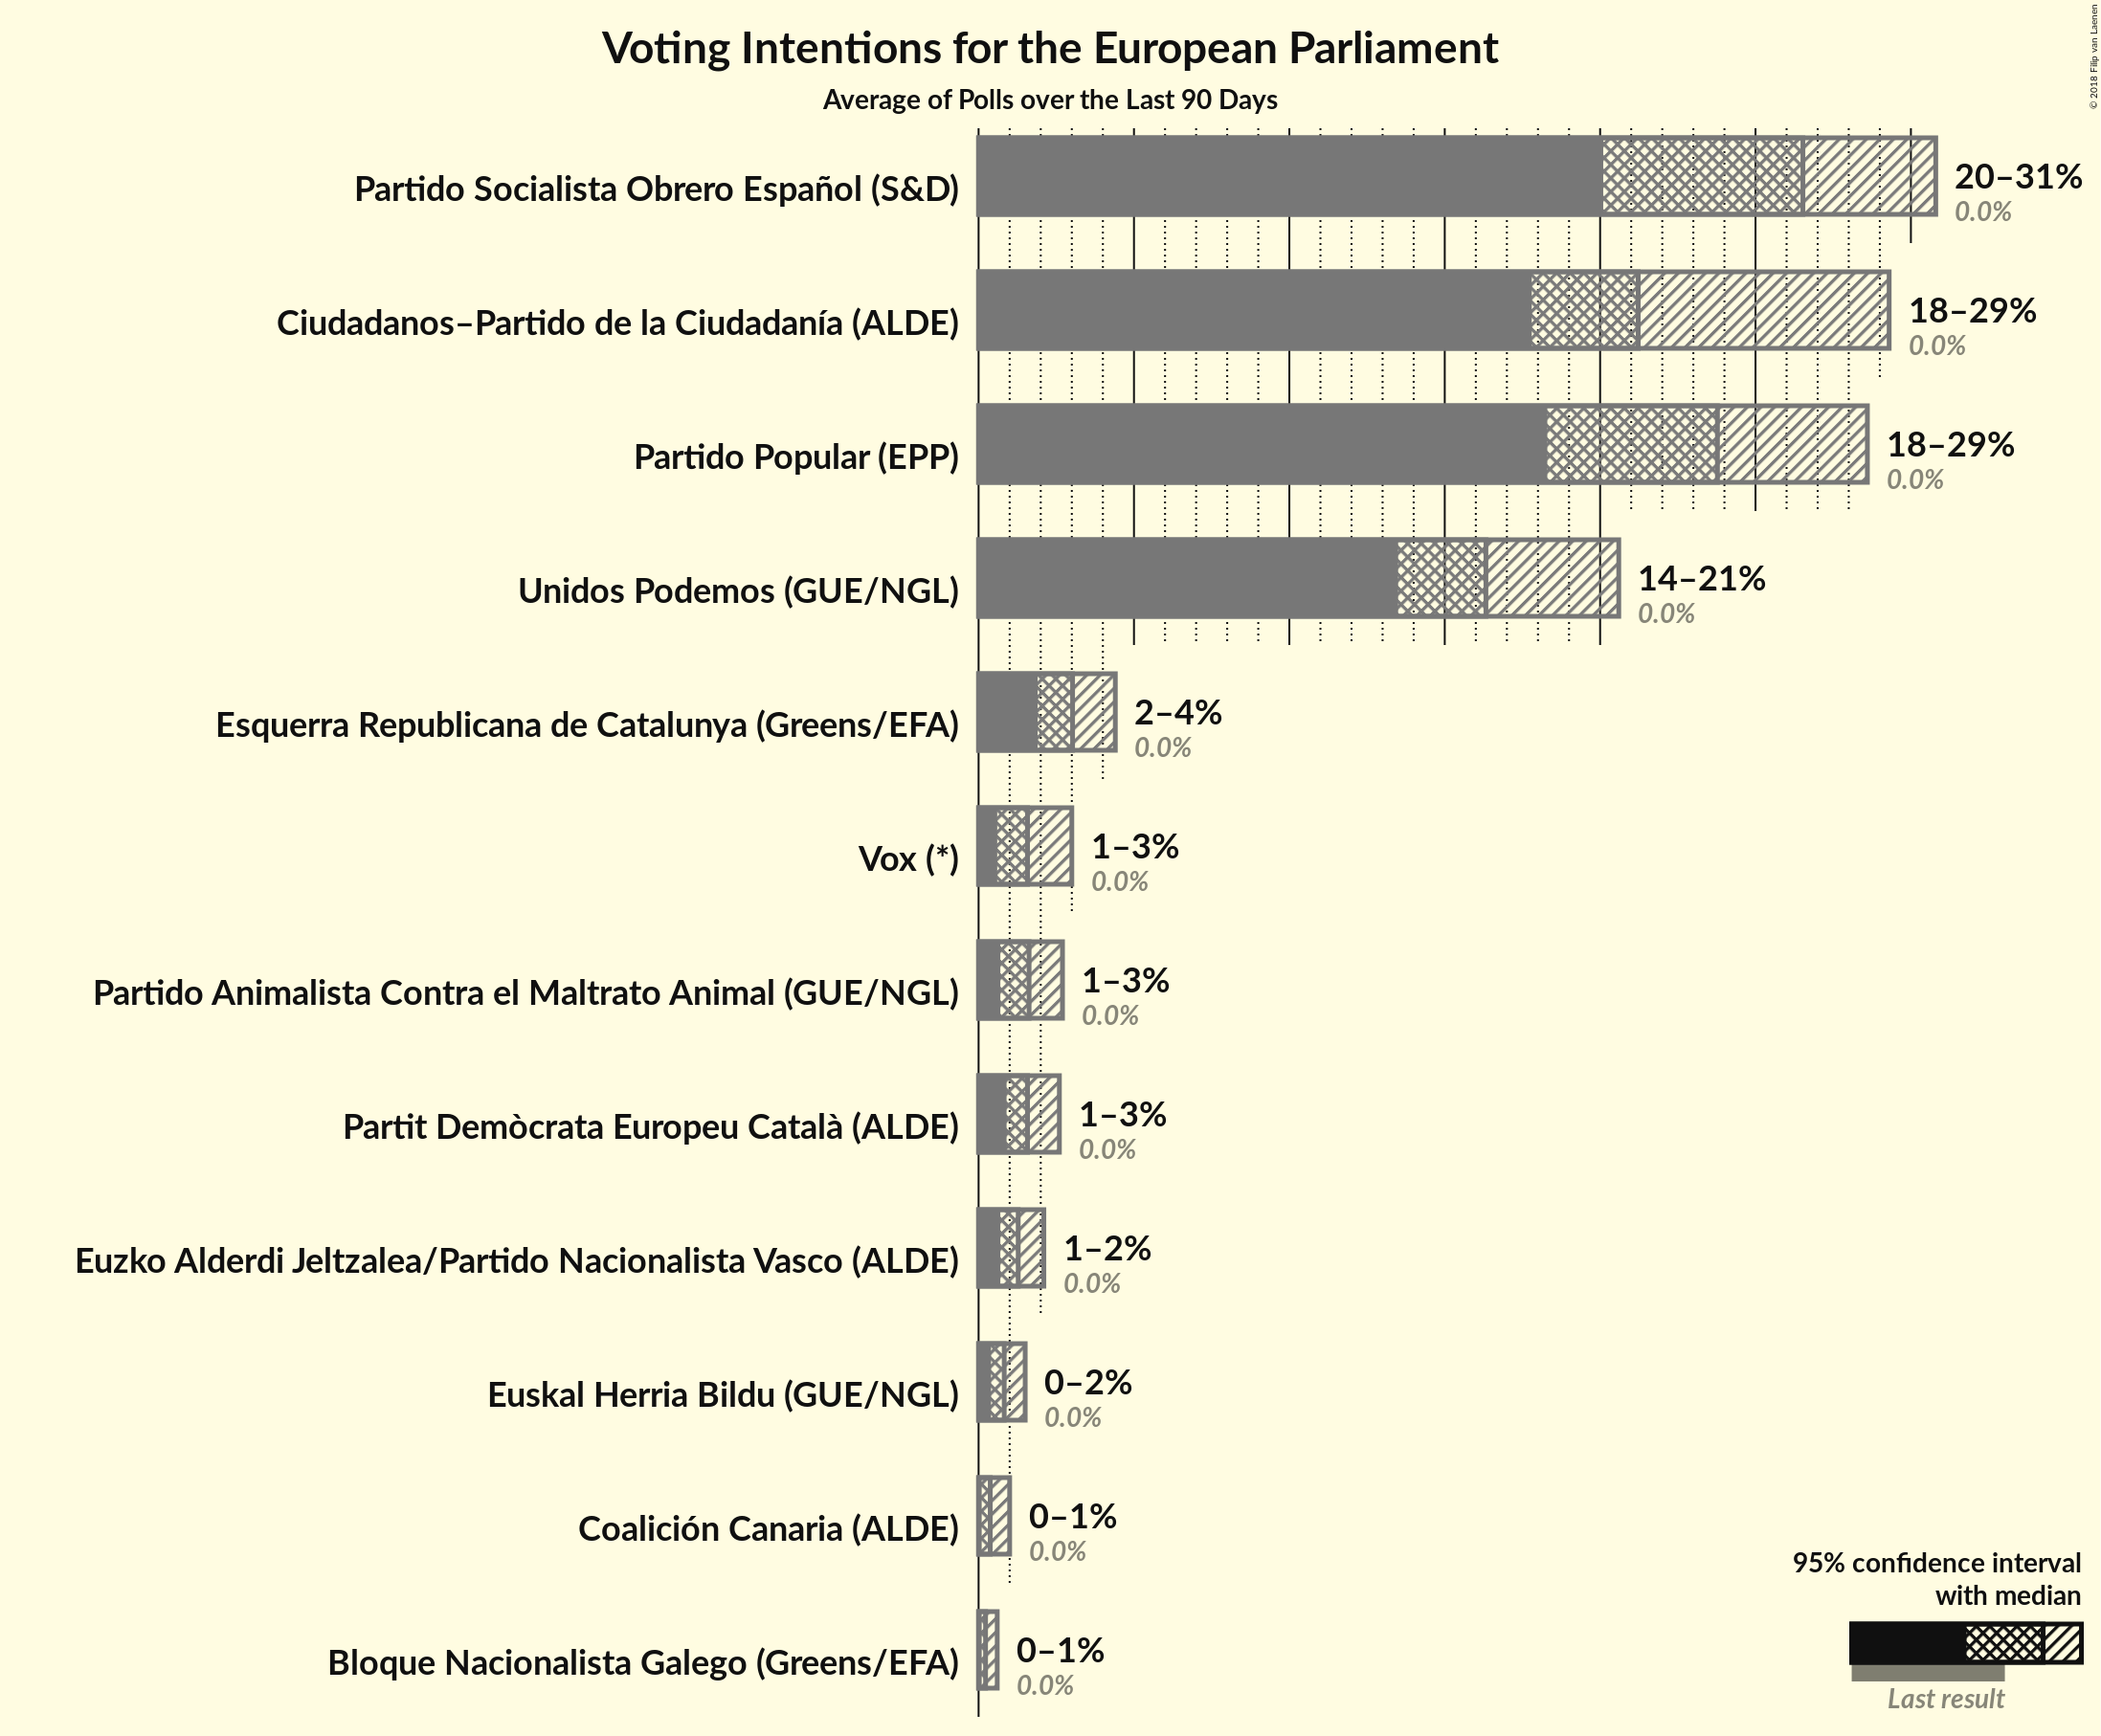 Voting Intentions for the European Parliament
Average of Polls over the Last 90 Days
© 2018 Filip van Laenen
Partido Socialista Obrero Español (S&D)
20–31%
0.0%
Ciudadanos–Partido de la Ciudadanía (ALDE)
18–29%
0.0%
Partido Popular (EPP)
18–29%
0.0%
Unidos Podemos (GUE/NGL)
14–21%
0.0%
Esquerra Republicana de Catalunya (Greens/EFA)
2–4%
0.0%
Vox (*)
1–3%
0.0%
Partido Animalista Contra el Maltrato Animal (GUE/NGL)
1–3%
0.0%
Partit Demòcrata Europeu Català (ALDE)
1–3%
0.0%
Euzko Alderdi Jeltzalea/Partido Nacionalista Vasco (ALDE)
1–2%
0.0%
Euskal Herria Bildu (GUE/NGL)
0–2%
0.0%
Coalición Canaria (ALDE)
0–1%
0.0%
Bloque Nacionalista Galego (Greens/EFA)
0–1%
0.0%
95% confidence interval
with median
Last result